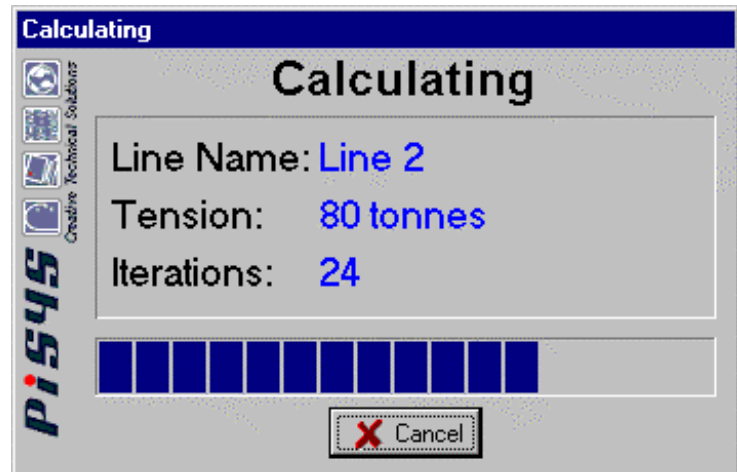 Calculating
Calculating
Line Name: Line 2
Tension: 80 tonnes
Iterations: 24
Cancel
PiSYS
Creative Technical Solutions